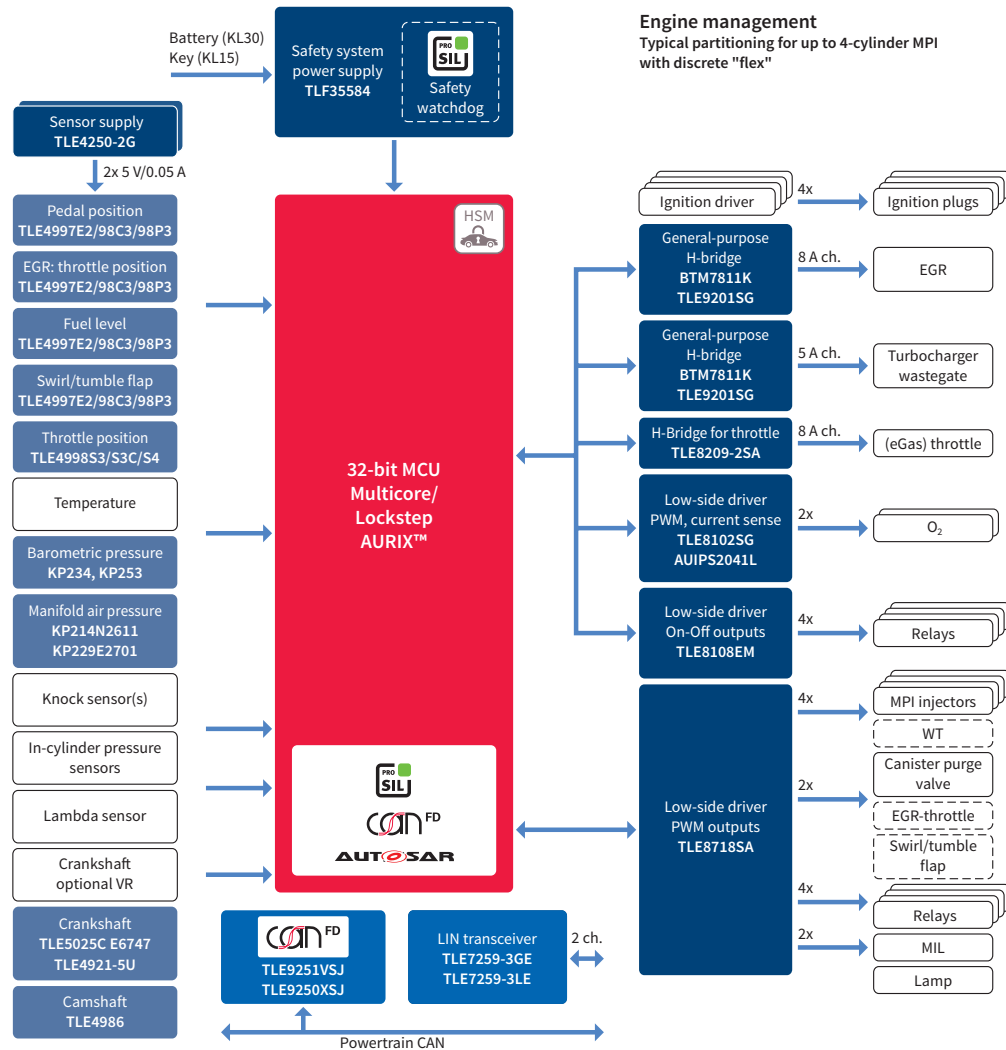 Engine management
Typical partitioning for up to 4-cylinder MPI
with discrete "flex"
Battery (KL30)
Key (KL15)
Safety system
power supply
TLF35584
PRO
SIL
Safety
watchdog
Sensor supply
TLE4250-2G
2x 5 V/0.05 A
Pedal position
TLE4997E2/98C3/98P3
EGR: throttle position
TLE4997E2/98C3/98P3
Fuel level
TLE4997E2/98C3/98P3
Swirl/tumble flap
TLE4997E2/98C3/98P3
Throttle position
TLE4998S3/S3C/S4
Temperature
Barometric pressure
KP234, KP253
Manifold air pressure
KP214N2611
KP229E2701
Knock sensor(s)
In-cylinder pressure
sensors
Lambda sensor
Crankshaft
optional VR
Crankshaft
TLE5025C E6747
TLE4921-5U
Camshaft
TLE4986
HSM
32-bit MCU
Multicore/
Lockstep
AURIX™
PRO
SIL
CAN FD
AUTOSAR
CAN FD
TLE9251VSJ
TLE9250XSJ
LIN transceiver
TLE7259-3GE
TLE7259-3LE
2 ch.
Powertrain CAN
Ignition driver
4x
Ignition plugs
General-purpose
H-bridge
BTM7811K
TLE9201SG
8 A ch.
EGR
General-purpose
H-bridge
BTM7811K
TLE9201SG
5 A ch.
Turbocharger
wastegate
H-Bridge for throttle
TLE8209-2SA
8 A ch.
(eGas) throttle
Low-side driver
PWM, current sense
TLE8102SG
AUIPS2041L
2x
O₂
Low-side driver
On-Off outputs
TLE8108EM
4x
Relays
Low-side driver
PWM outputs
TLE8718SA
4x
MPI injectors
WT
2x
Canister purge
valve
EGR-throttle
Swirl/tumble
flap
4x
Relays
2x
MIL
Lamp